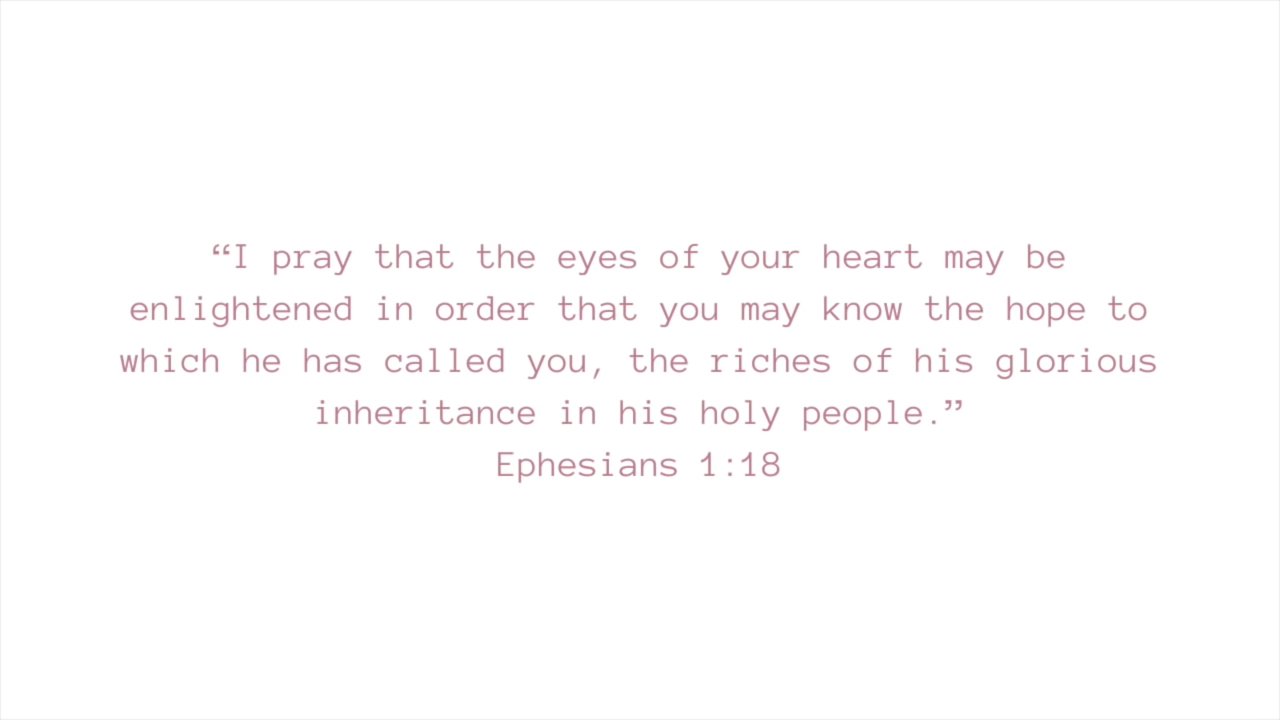 “I pray that the eyes of your heart may be
enlightened in order that you may know the hope to
which he has called you, the riches of his glorious
inheritance in his holy people.”
Ephesians 1:18